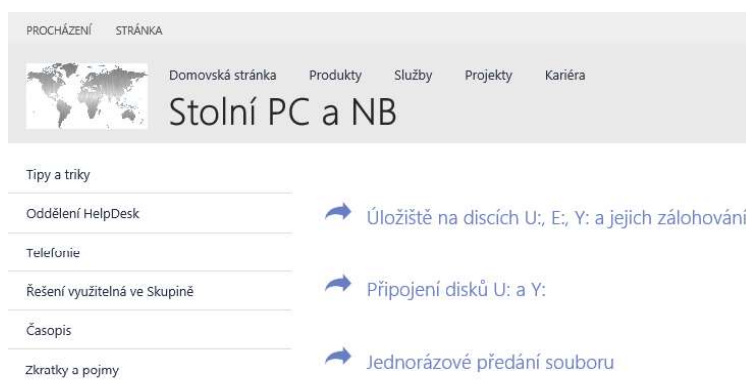 PROCHÁZENÍ STRÁNKA
Domovská stránka Produkty Služby Projekty Kariéra
Stolní PC a NB
Tipy a triky
Oddělení HelpDesk
Telefonie
Řešení využitelná ve Skupině
Časopis
Zkratky a pojmy
Úložiště na discích U:, E:, Y: a jejich zálohování
Připojení disků U: a Y:
Jednorázové předání souboru